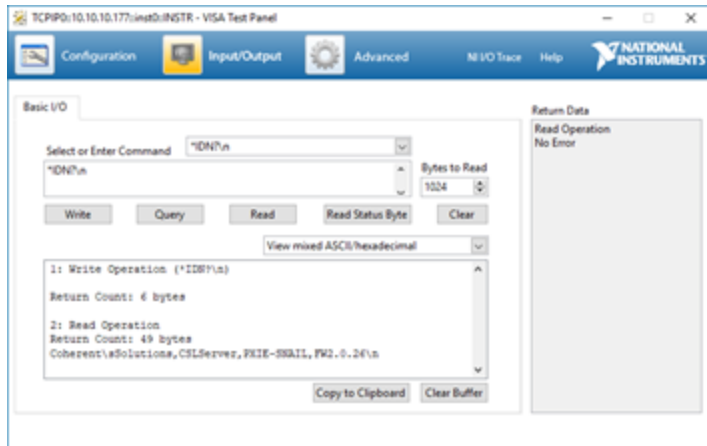 TCPIP0::10.10.10.177::inst0::INSTR - VISA Test Panel
Configuration
Input/Output
Advanced
NI I/O Trace
Help
NATIONAL INSTRUMENTS
Basic I/O
Return Data
Read Operation
No Error
Select or Enter Command
*IDN?\n
*IDN?\n
Bytes to Read
1024
Write
Query
Read
Read Status Byte
Clear
View mixed ASCII/hexadecimal
1: Write Operation (*IDN?\n)
Return Count: 6 bytes
2: Read Operation
Return Count: 49 bytes
Coherent\sSolutions,CSLServer,PXIE-SNAIL,FW2.0.26\n
Copy to Clipboard
Clear Buffer